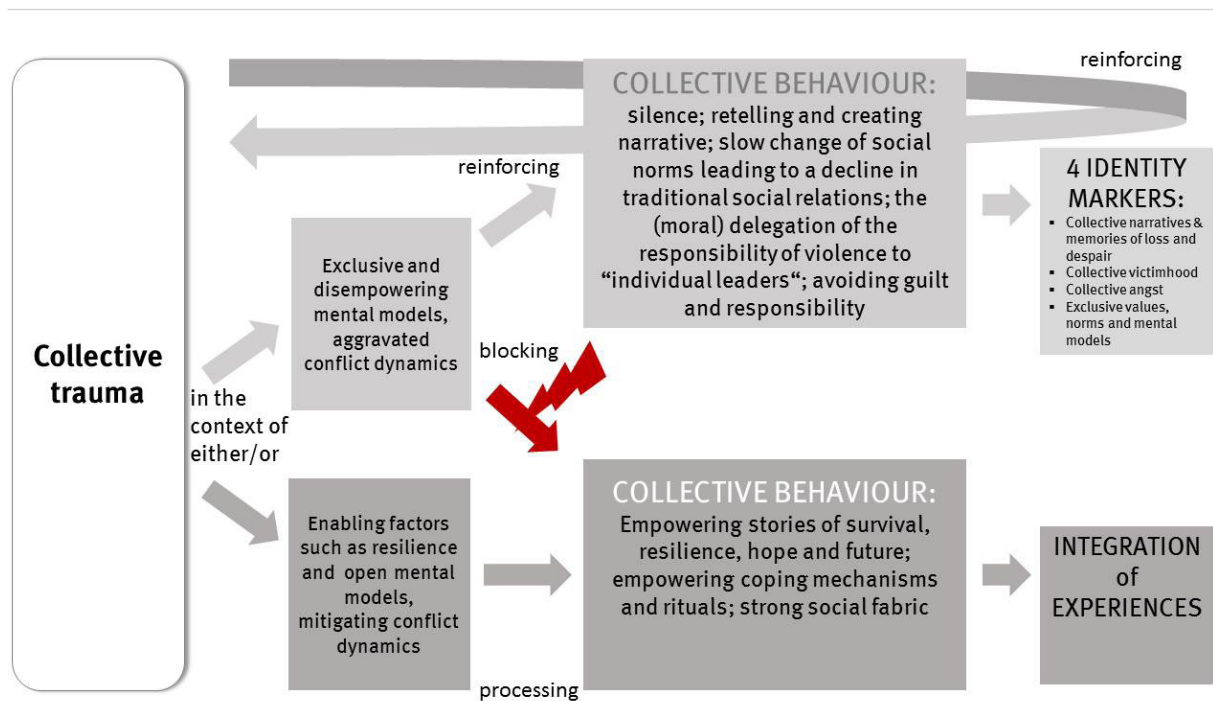 reinforcing
COLLECTIVE BEHAVIOUR:
silence; retelling and creating
narrative; slow change of social
norms leading to a decline in
traditional social relations; the
(moral) delegation of the
responsibility of violence to
“individual leaders“; avoiding guilt
and responsibility
reinforcing
4 IDENTITY
MARKERS:
▪ Collective narratives &
memories of loss and
despair
▪ Collective victimhood
▪ Collective angst
▪ Exclusive values,
norms and mental
models
Exclusive and
disempowering
mental models,
aggravated
conflict dynamics
blocking
Collective
trauma
in the
context of
either/or
Enabling factors
such as resilience
and open mental
models,
mitigating conflict
dynamics
processing
COLLECTIVE BEHAVIOUR:
Empowering stories of survival,
resilience, hope and future;
empowering coping mechanisms
and rituals; strong social fabric
INTEGRATION
of
EXPERIENCES